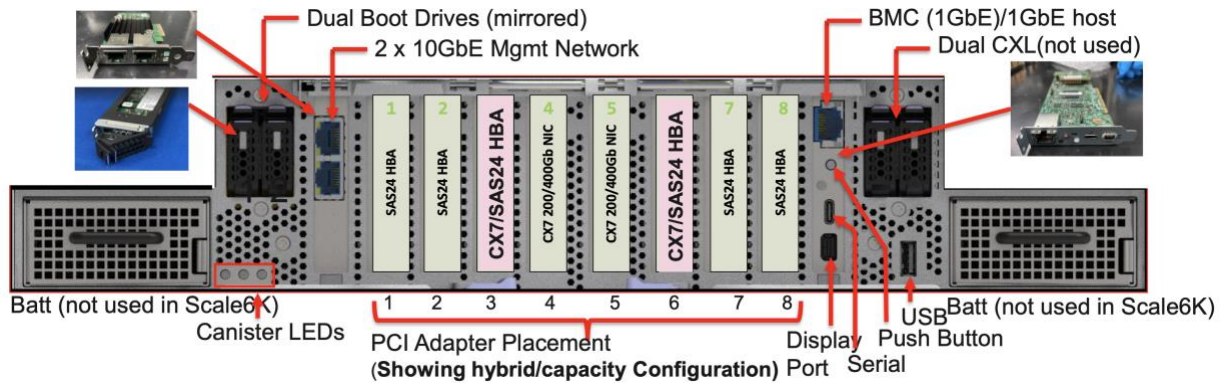 Dual Boot Drives (mirrored)
2 x 10GbE Mgmt Network
BMC (1GbE)/1GbE host
Dual CXL(not used)
1
2
4
5
7
8
SAS24 HBA
SAS24 HBA
CX7/SAS24 HBA
CX7 200/400Gb NIC
CX7 200/400Gb NIC
CX7/SAS24 HBA
SAS24 HBA
SAS24 HBA
Batt (not used in Scale6K)
Canister LEDs
1 2 3 4 5 6 7 8
PCI Adapter Placement
(Showing hybrid/capacity Configuration)
Display
Port
Serial
Push Button
USB
Batt (not used in Scale6K)